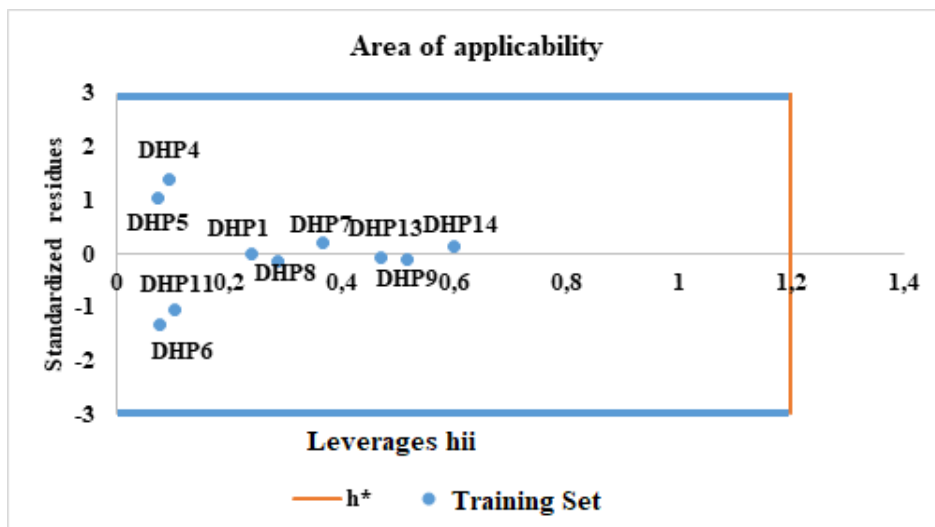 Area of applicability
3
2
1
0
-1
-2
-3
Standardized residues
DHP4
DHP5
DHP1
DHP7
DHP13
DHP14
DHP8
DHP9
DHP11
DHP6
0
0,2
0,4
0,6
0,8
1
1,2
1,4
Leverages hii
h*
Training Set